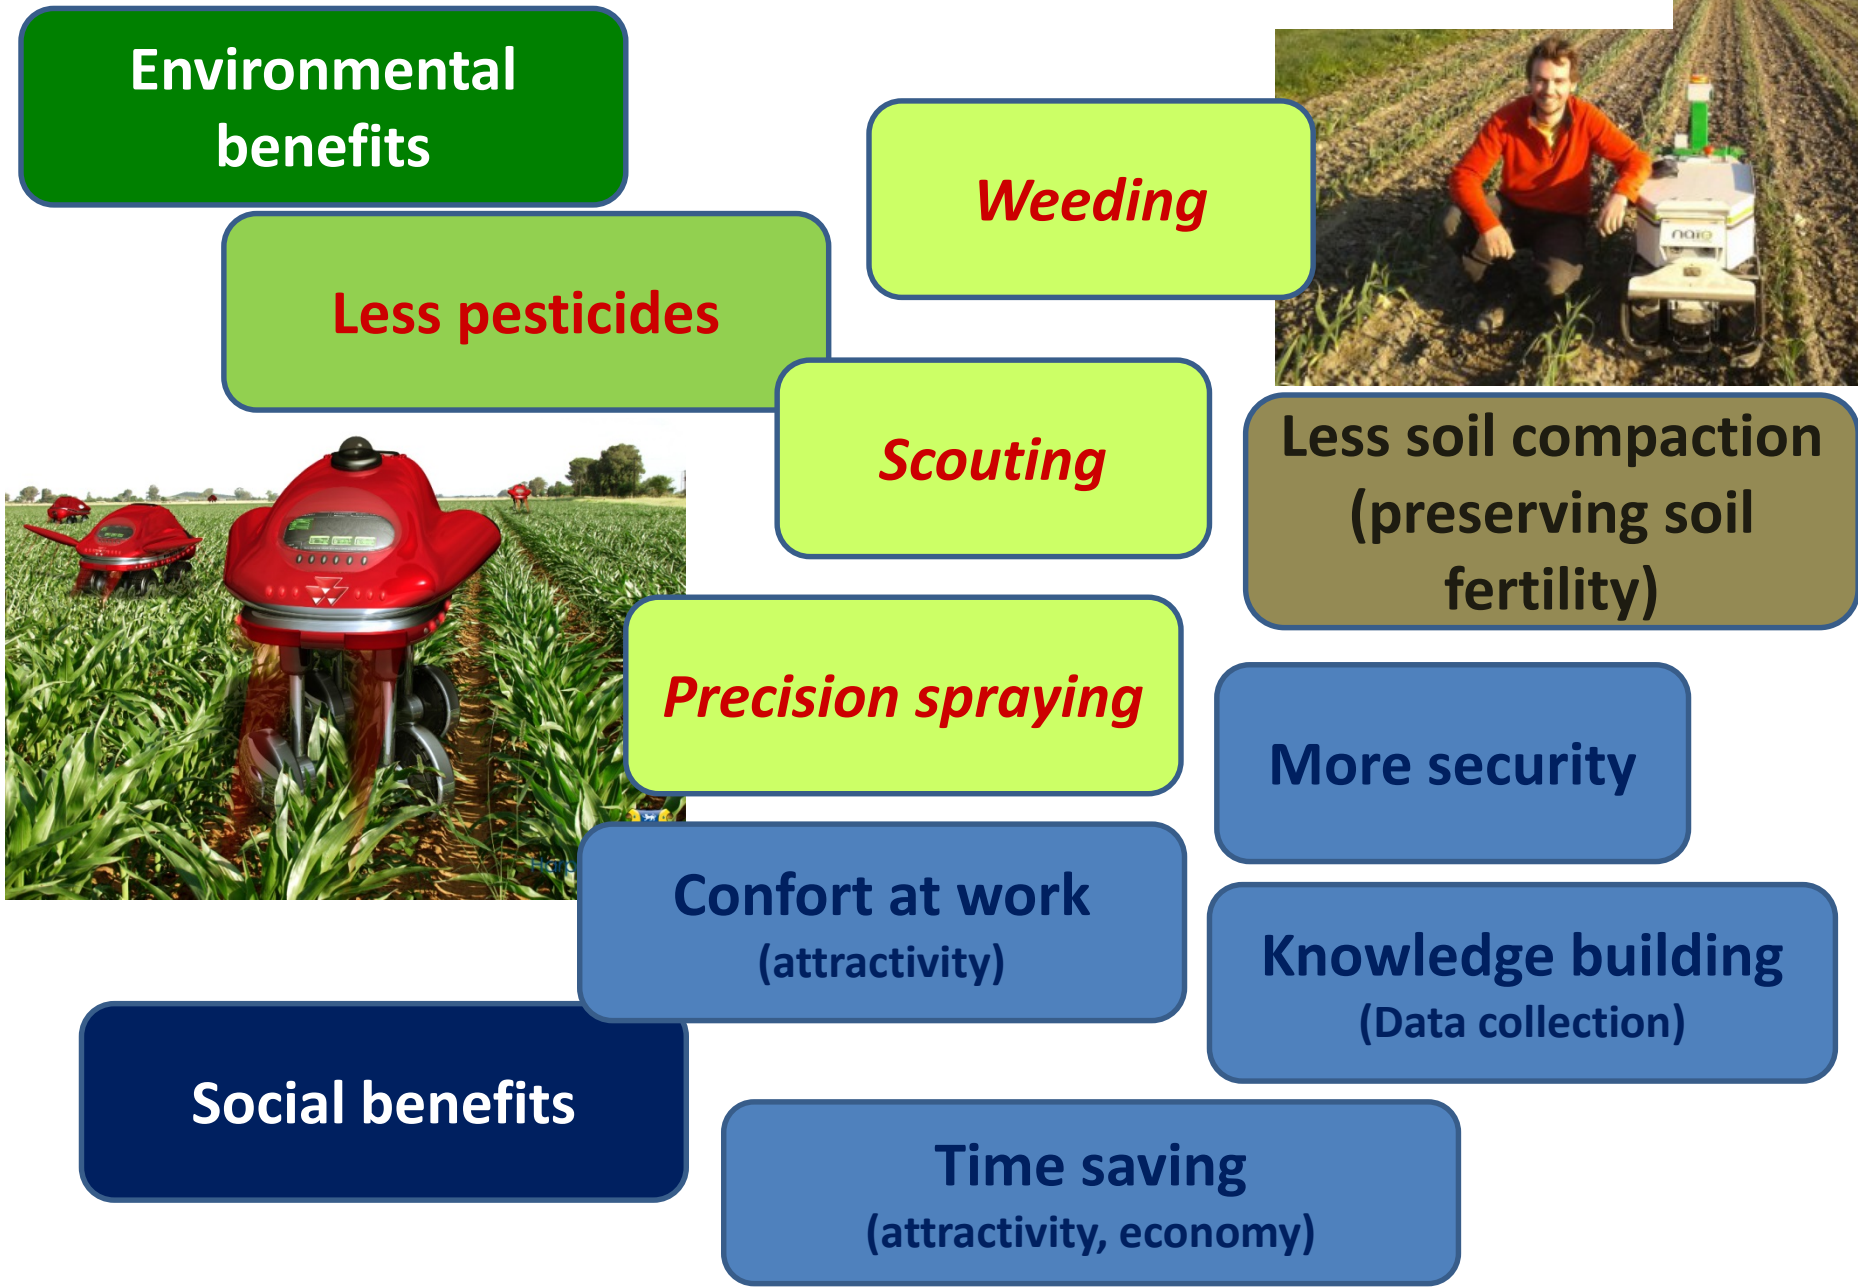 Environmental
benefits
Weeding
Less pesticides
naio
Scouting
Less soil compaction
(preserving soil
fertility)
Precision spraying
More security
Confort at work
(attractivity)
Knowledge building
(Data collection)
Social benefits
Time saving
(attractivity, economy)